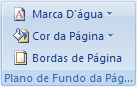 Marca D'água
Cor da Página
Bordas de Página
Plano de Fundo da Pág...